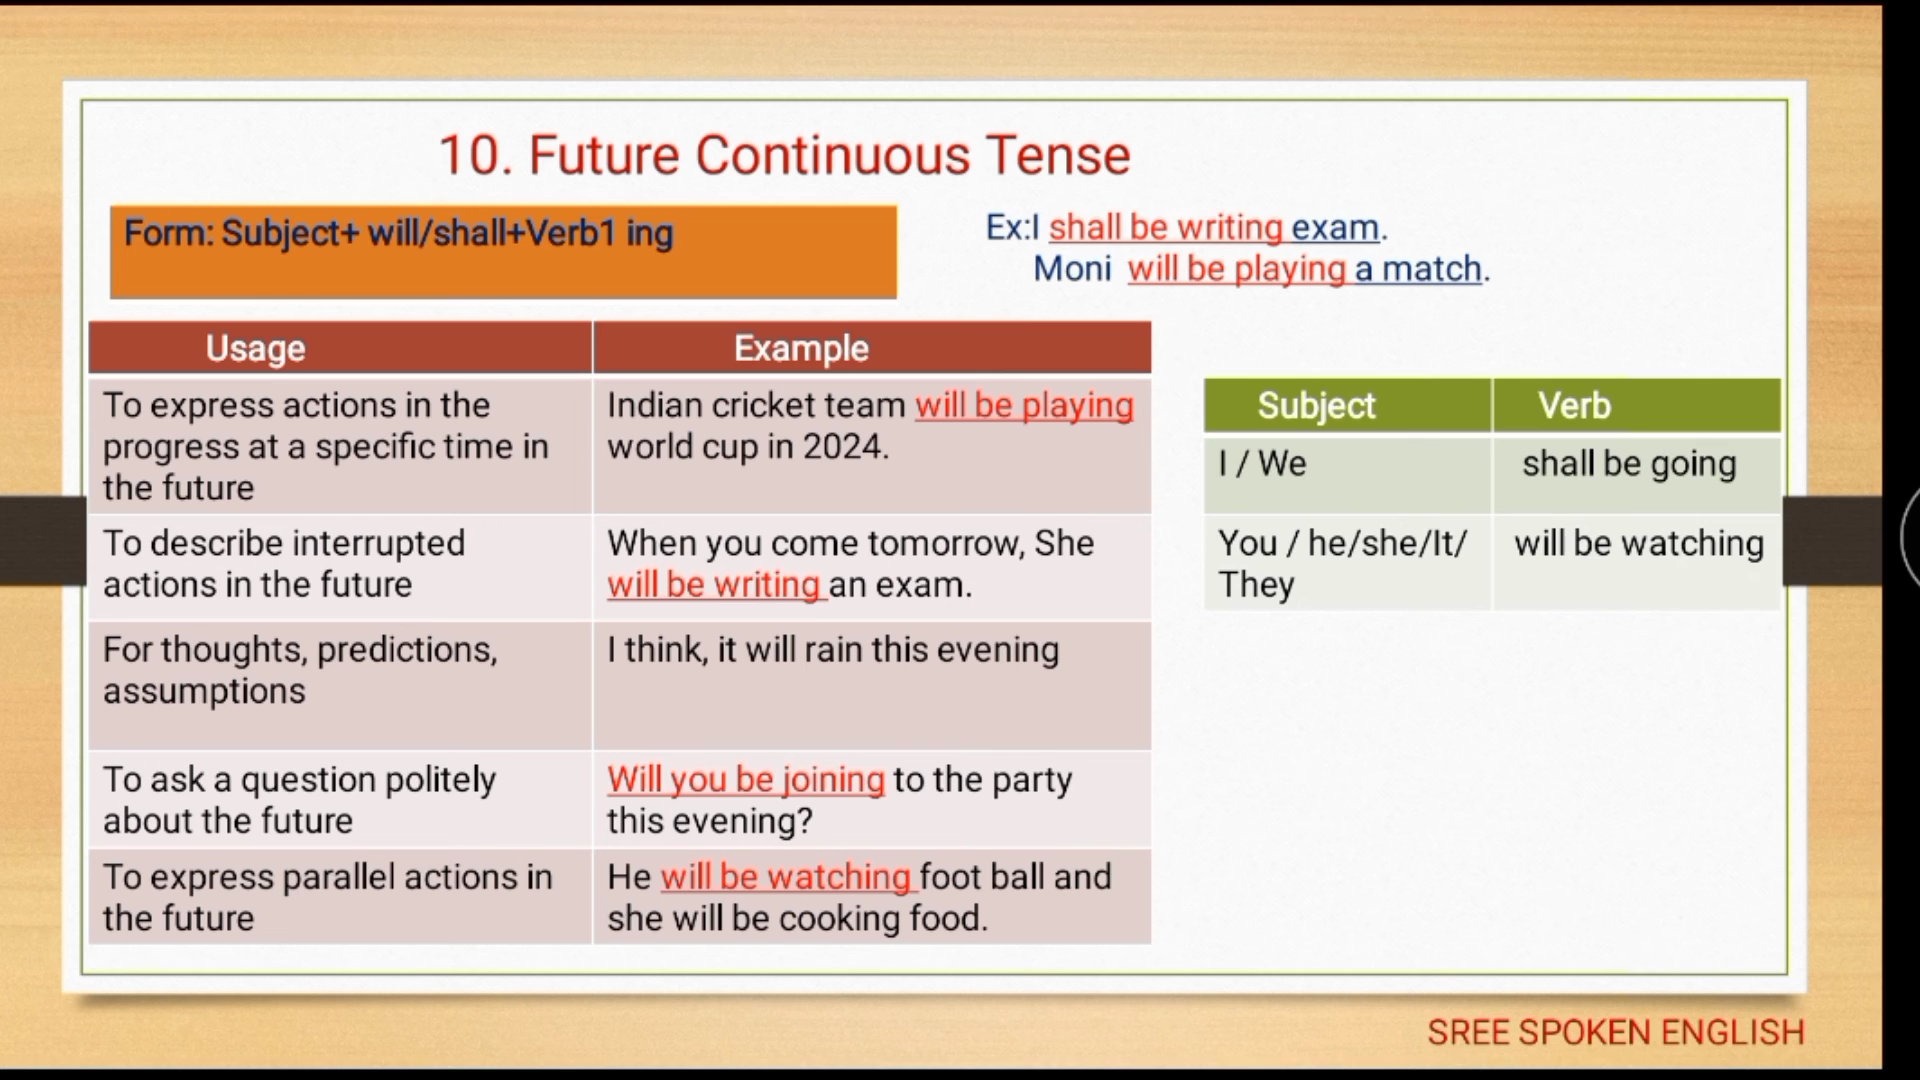 10. Future Continuous Tense
Form: Subject+ will/shall+Verb1 ing
Ex:I shall be writing exam.
Moni will be playing a match.
Usage Example
To express actions in the
progress at a specific time in
the future
Indian cricket team will be playing
world cup in 2024.
To describe interrupted
actions in the future
When you come tomorrow, She
will be writing an exam.
For thoughts, predictions,
assumptions
I think, it will rain this evening
To ask a question politely
about the future
Will you be joining to the party
this evening?
To express parallel actions in
the future
He will be watching foot ball and
she will be cooking food.
Subject Verb
I / We shall be going
You / he/she/It/
They
will be watching
SREE SPOKEN ENGLISH